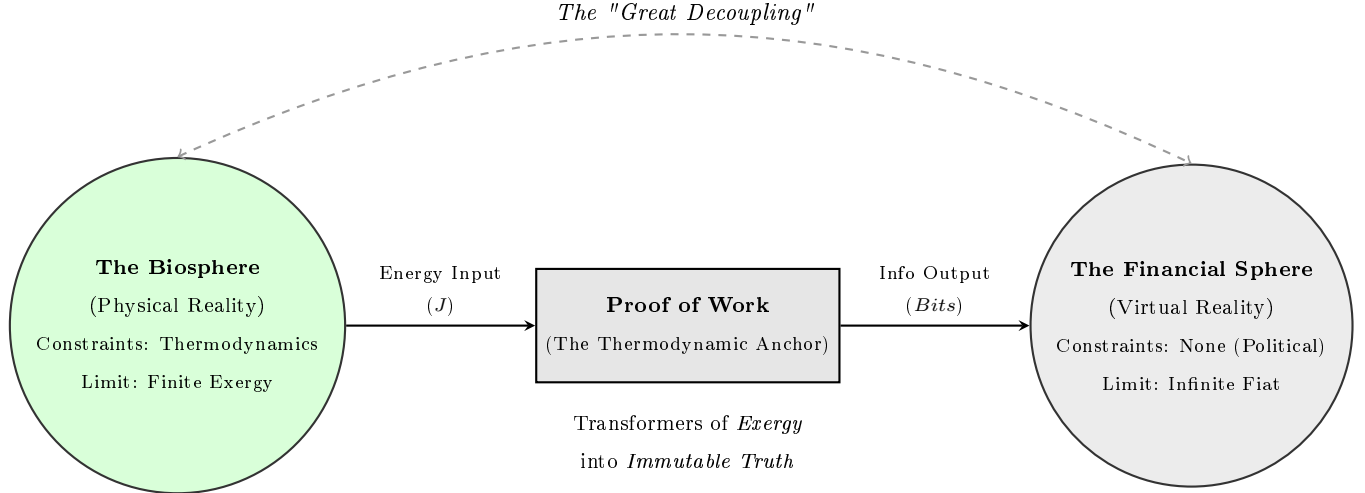 The "Great Decoupling"
The Biosphere
(Physical Reality)
Constraints: Thermodynamics
Limit: Finite Exergy
Energy Input
(J)
Proof of Work
(The Thermodynamic Anchor)
Transformers of Exergy
into Immutable Truth
Info Output
(Bits)
The Financial Sphere
(Virtual Reality)
Constraints: None (Political)
Limit: Infinite Fiat